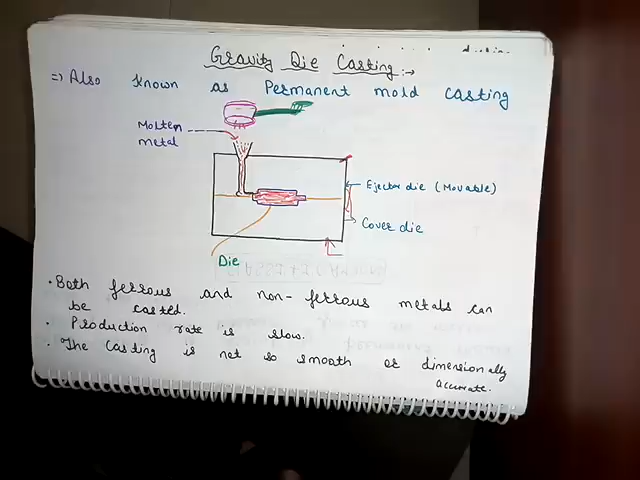 Gravity Die Casting :→
⇒ Also known as Permanent mold casting
Molten
metal
Ejector die (Movable)
Cover die
Die
• Both ferrous and non-ferrous metals can
be casted.
• Production rate is slow.
• The casting is not so smooth or dimensionally
accurate.